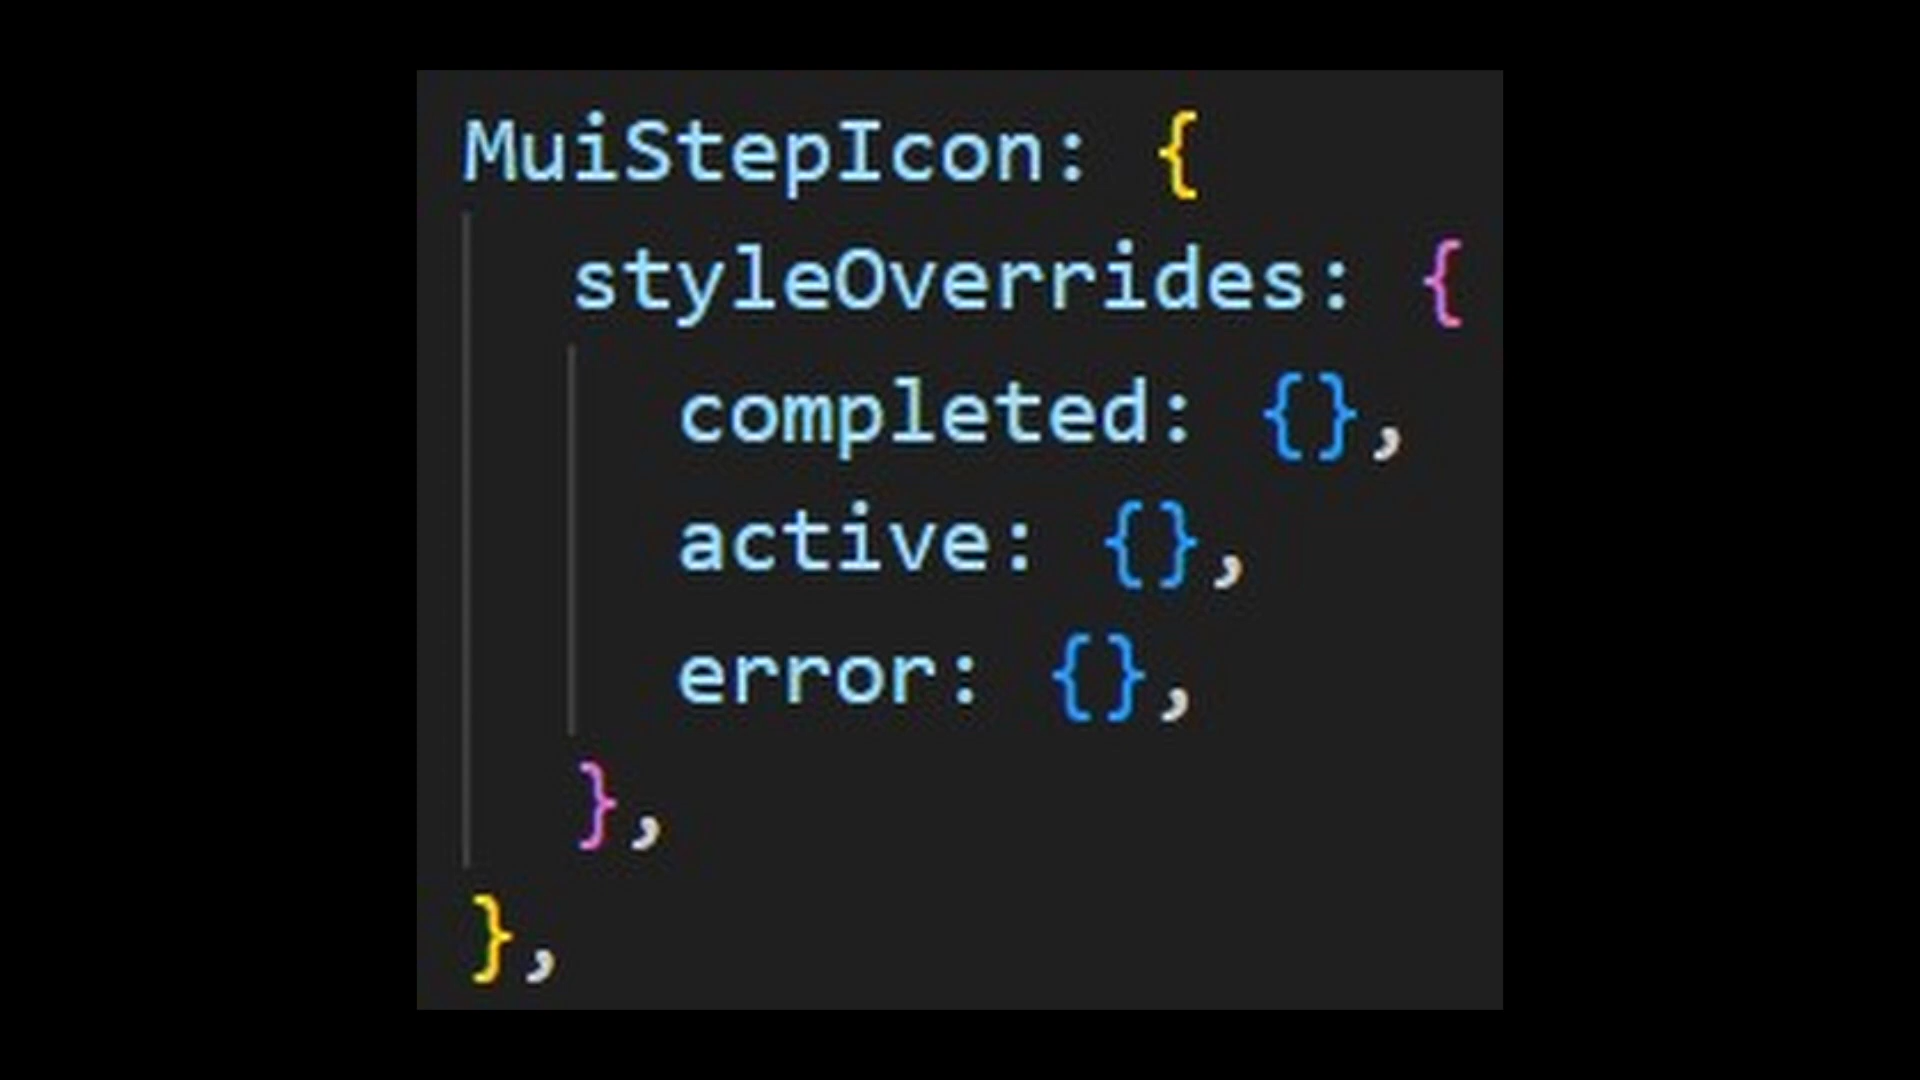 MuiStepIcon: {
styleOverrides: {
completed: {},
active: {},
error: {},
},
},